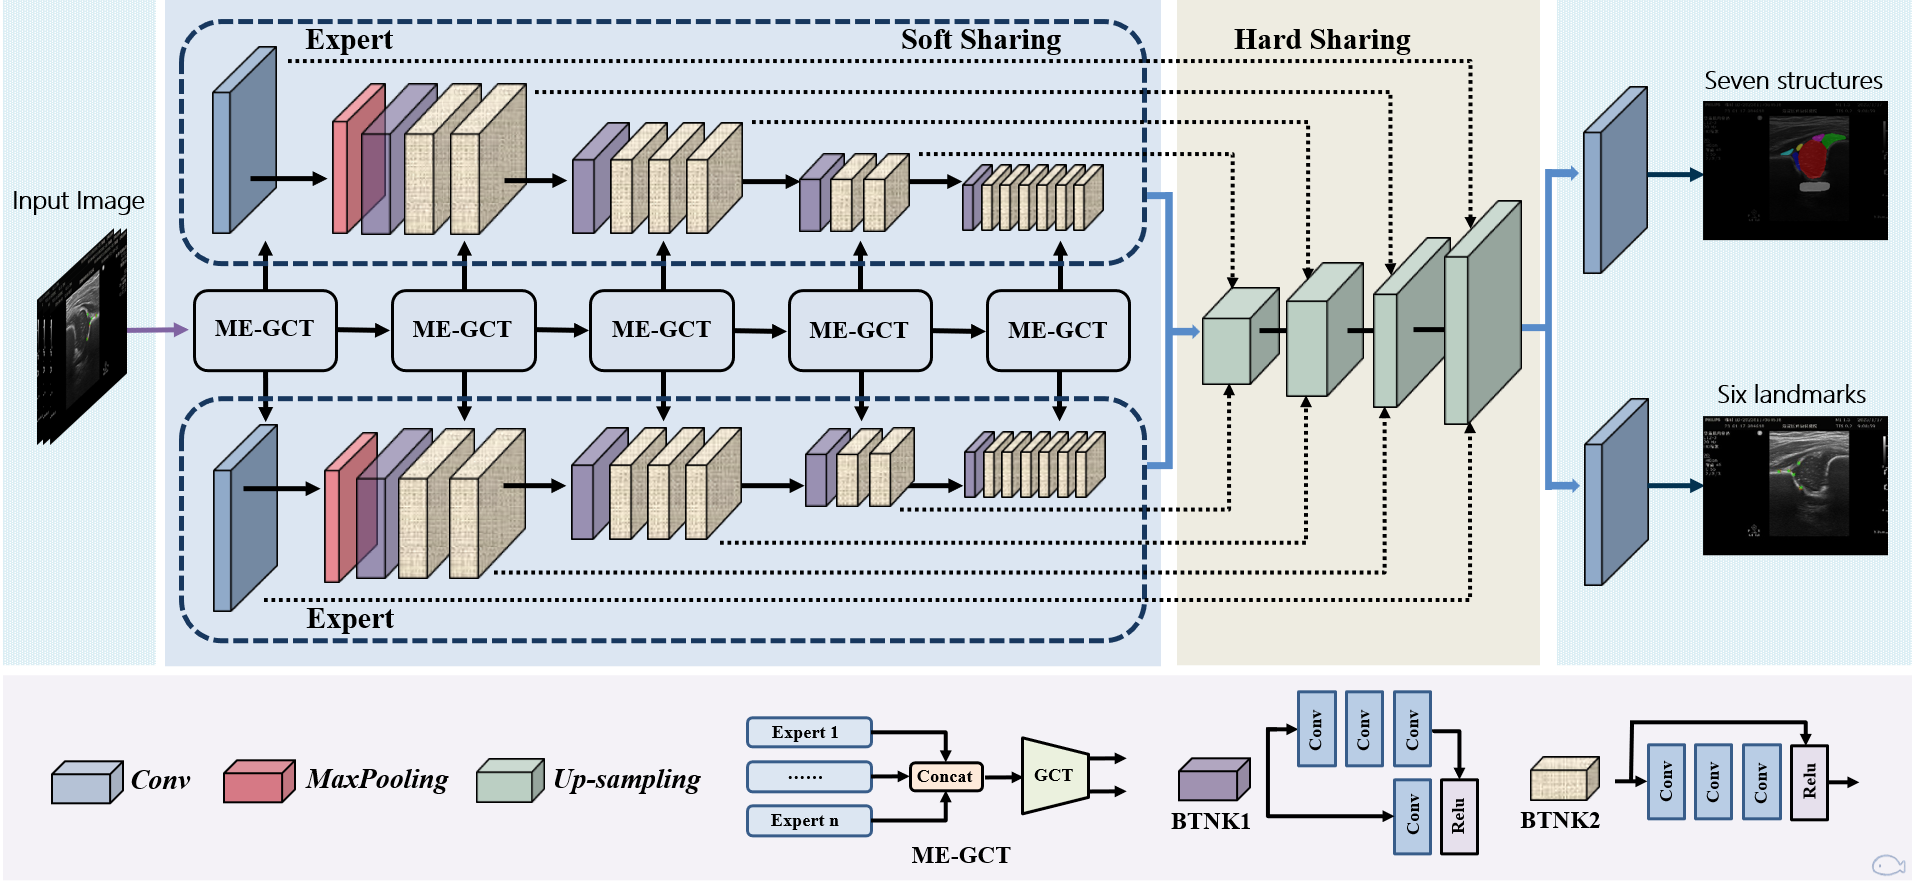 Expert
Soft Sharing
Hard Sharing
Seven structures
Input Image
ME-GCT
ME-GCT
ME-GCT
ME-GCT
ME-GCT
Six landmarks
Expert
Conv
MaxPooling
Up-sampling
Expert 1
......
Expert n
Concat
GCT
ME-GCT
BTNK1
Conv
Conv
Conv
Conv
Relu
BTNK2
Conv
Conv
Conv
Relu